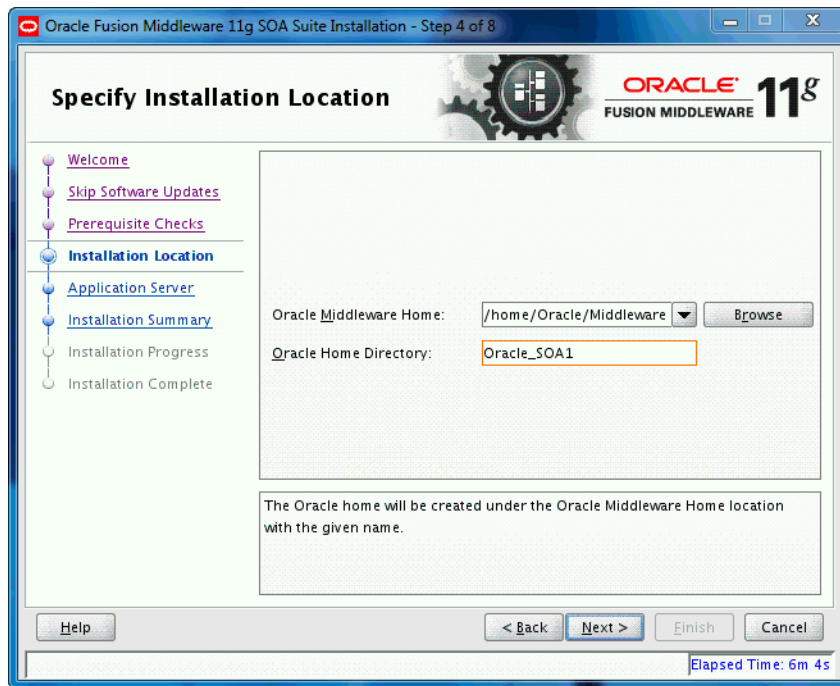 Oracle Fusion Middleware 11g SOA Suite Installation - Step 4 of 8
Specify Installation Location
ORACLE
FUSION MIDDLEWARE
11g
Welcome
Skip Software Updates
Prerequisite Checks
Installation Location
Application Server
Installation Summary
Installation Progress
Installation Complete
Oracle Middleware Home: /home/Oracle/Middleware Browse
Oracle Home Directory: Oracle_SOA1
The Oracle home will be created under the Oracle Middleware Home location
with the given name.
Help < Back Next > Finish Cancel
Elapsed Time: 6m 4s